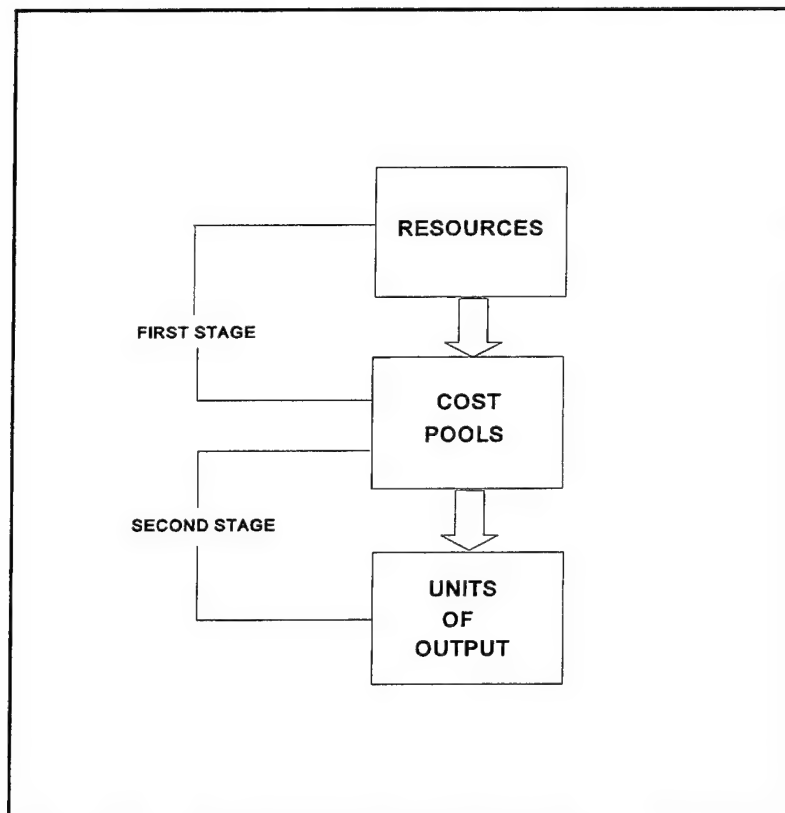 RESOURCES
FIRST STAGE
COST
POOLS
SECOND STAGE
UNITS
OF
OUTPUT